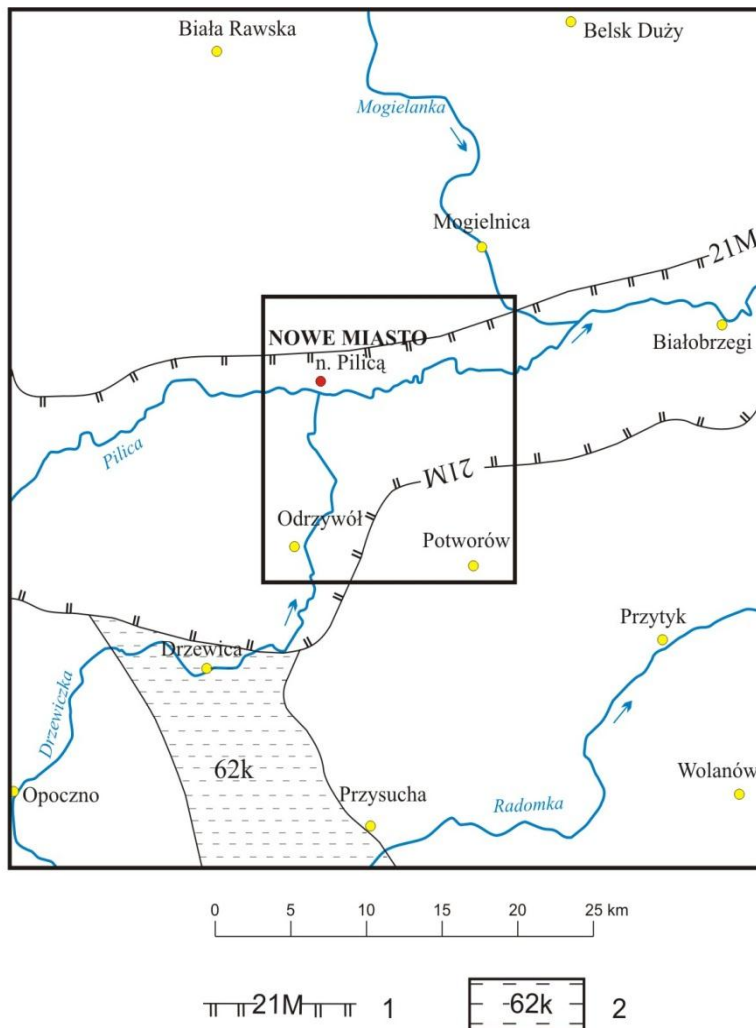 Biała Rawska
Belsk Duży
Mogielanka
Mogielnica
21M
NOWE MIASTO
n. Pilicą
Białobrzegi
Pilica
21M
Odrzywół
Potworów
Przytyk
Drzewica
Drzewiczka
62k
Opoczno
Przysucha
Radomka
Wolanów
0 5 10 15 20 25 km
21M 1 62k 2